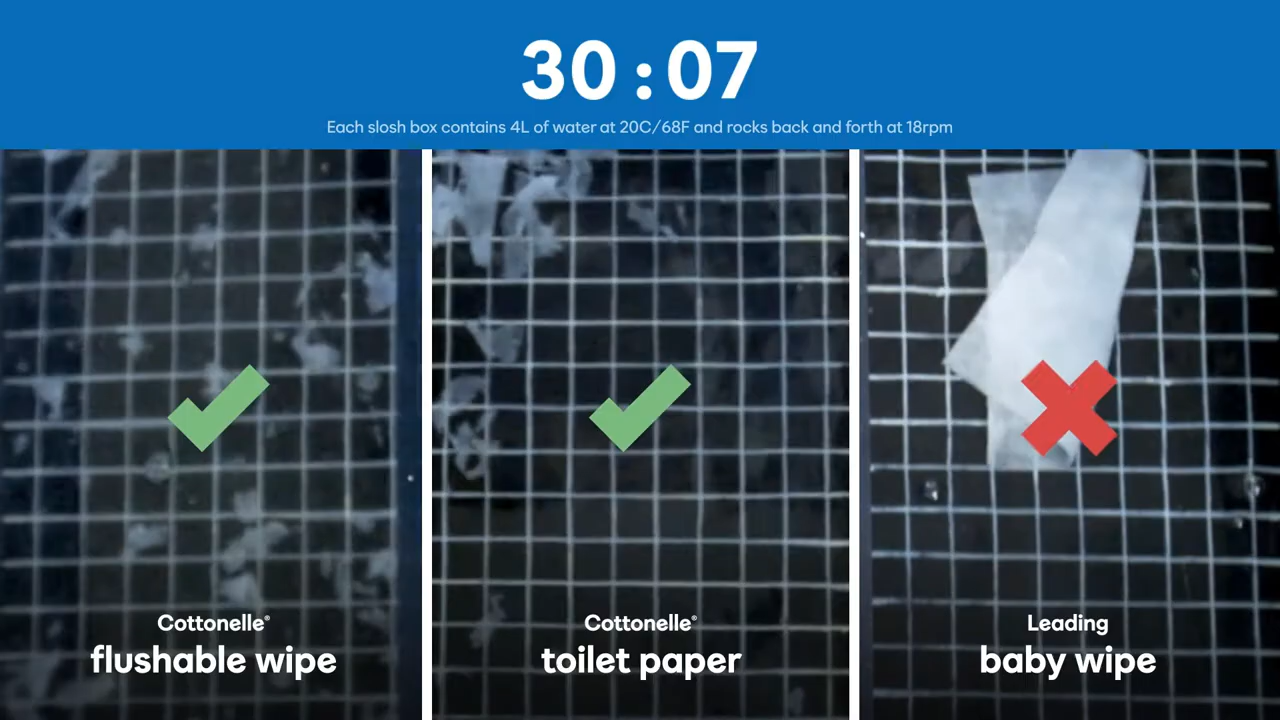 30:07
Each slosh box contains 4L of water at 20C/68F and rocks back and forth at 18rpm
Cottonelle®
flushable wipe
Cottonelle®
toilet paper
Leading
baby wipe